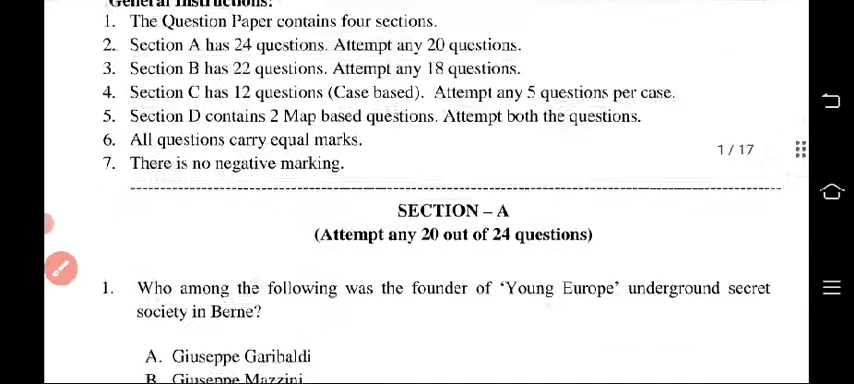 General Instructions:
1. The Question Paper contains four sections.
2. Section A has 24 questions. Attempt any 20 questions.
3. Section B has 22 questions. Attempt any 18 questions.
4. Section C has 12 questions (Case based). Attempt any 5 questions per case.
5. Section D contains 2 Map based questions. Attempt both the questions.
6. All questions carry equal marks.
1 / 17
7. There is no negative marking.
SECTION – A
(Attempt any 20 out of 24 questions)
1. Who among the following was the founder of ‘Young Europe’ underground secret
society in Berne?
A. Giuseppe Garibaldi
B. Giuseppe Mazzini